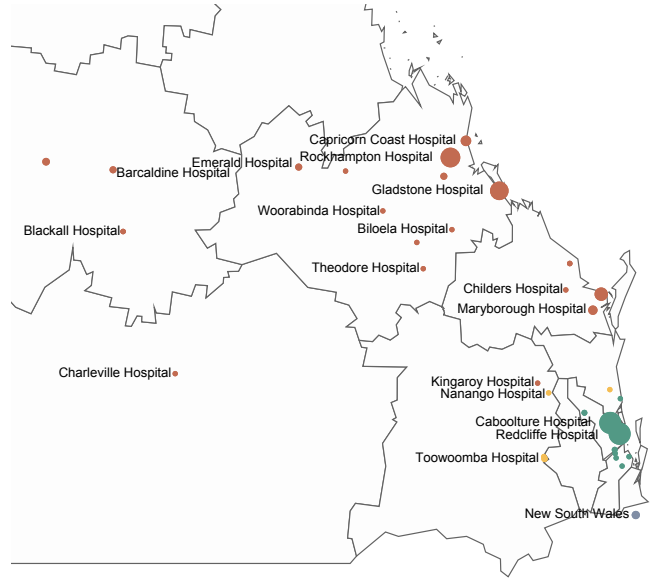 Capricorn Coast Hospital
Rockhampton Hospital
Emerald Hospital
Barcaldine Hospital
Gladstone Hospital
Woorabinda Hospital
Blackall Hospital
Biloela Hospital
Theodore Hospital
Childers Hospital
Maryborough Hospital
Charleville Hospital
Kingaroy Hospital
Nanango Hospital
Caboolture Hospital
Redcliffe Hospital
Toowoomba Hospital
New South Wales